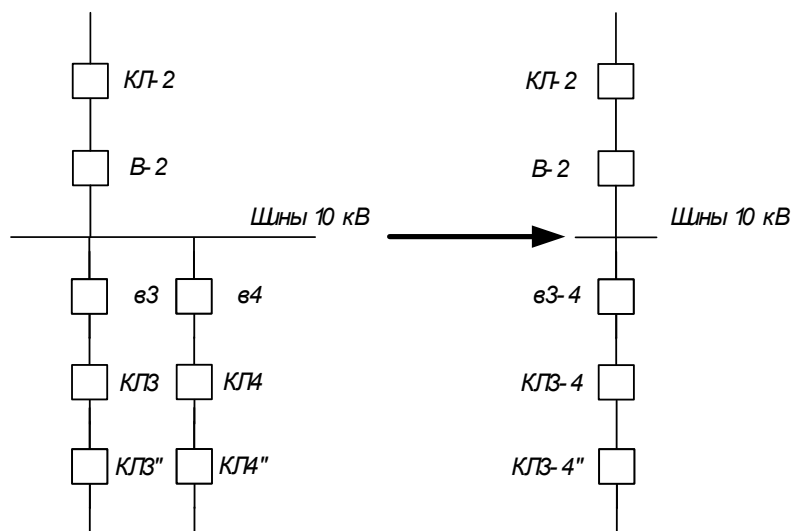 КЛ-2
КЛ-2
В-2
В-2
Шины 10 кВ
Шины 10 кВ
в3
в4
в3-4
КЛ3
КЛ4
КЛ3-4
КЛ3"
КЛ4"
КЛ3-4"